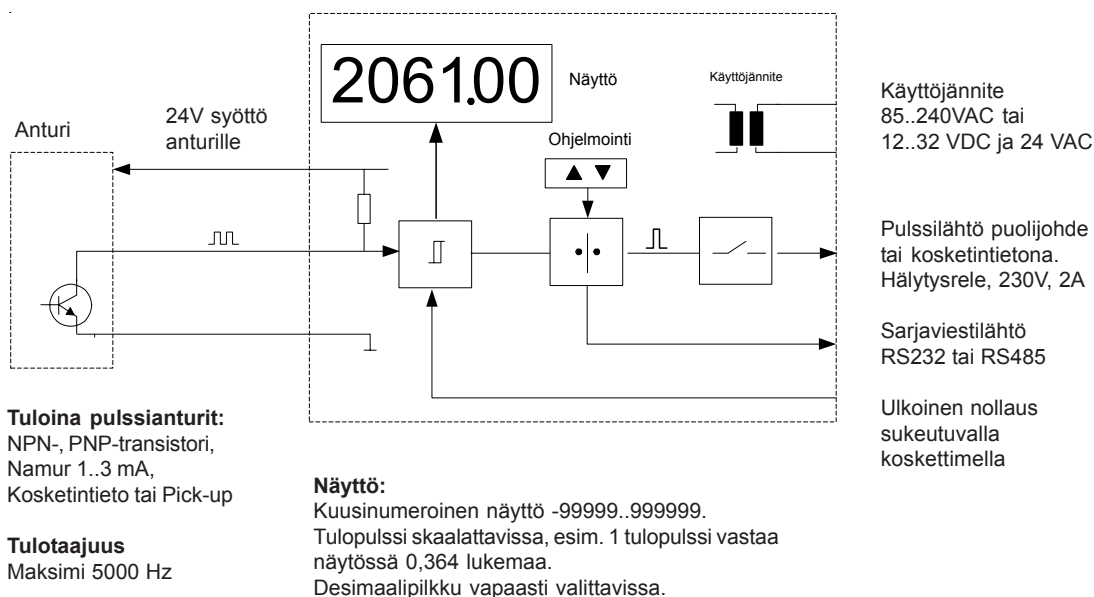 2061.00
Näyttö
Käyttöjännite
Käyttöjännite
85..240VAC tai
12..32 VDC ja 24 VAC
Anturi
24V syöttö
anturille
Ohjelmointi
Pulssilähtö puolijohde
tai kosketintietona.
Hälytysrele, 230V, 2A
Sarjaviestilähtö
RS232 tai RS485
Ulkoinen nollaus
sukeutuvalla
koskettimella
Tuloina pulssianturit:
NPN-, PNP-transistori,
Namur 1..3 mA,
Kosketintieto tai Pick-up
Tulotaajuus
Maksimi 5000 Hz
Näyttö:
Kuusinumeroinen näyttö -99999..999999.
Tulopulssi skaalattavissa, esim. 1 tulopulssi vastaa
näytössä 0,364 lukemaa.
Desimaalipilkku vapaasti valittavissa.